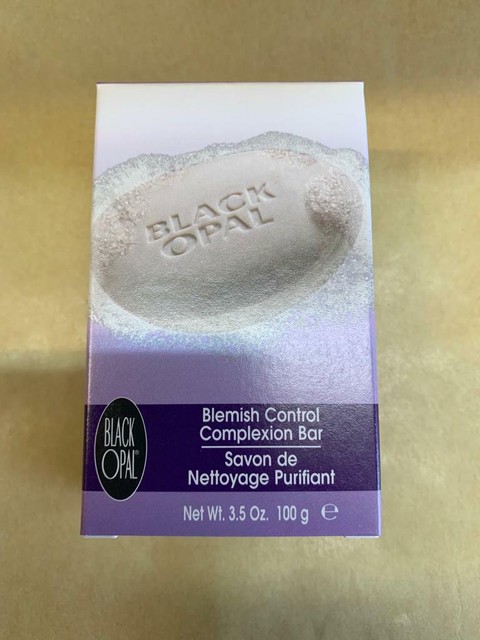 BLACK
OPAL
BLACK
OPAL®
Blemish Control
Complexion Bar
Savon de
Nettoyage Purifiant
Net Wt. 3.5 Oz. 100 g ℮